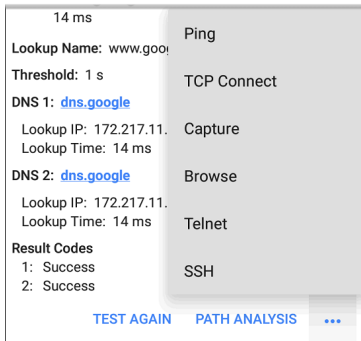 14 ms
Lookup Name: www.goo
Threshold: 1 s
DNS 1: dns.google
Lookup IP: 172.217.11.
Lookup Time: 14 ms
DNS 2: dns.google
Lookup IP: 172.217.11.
Lookup Time: 14 ms
Result Codes
1: Success
2: Success
Ping
TCP Connect
Capture
Browse
Telnet
SSH
TEST AGAIN PATH ANALYSIS ...